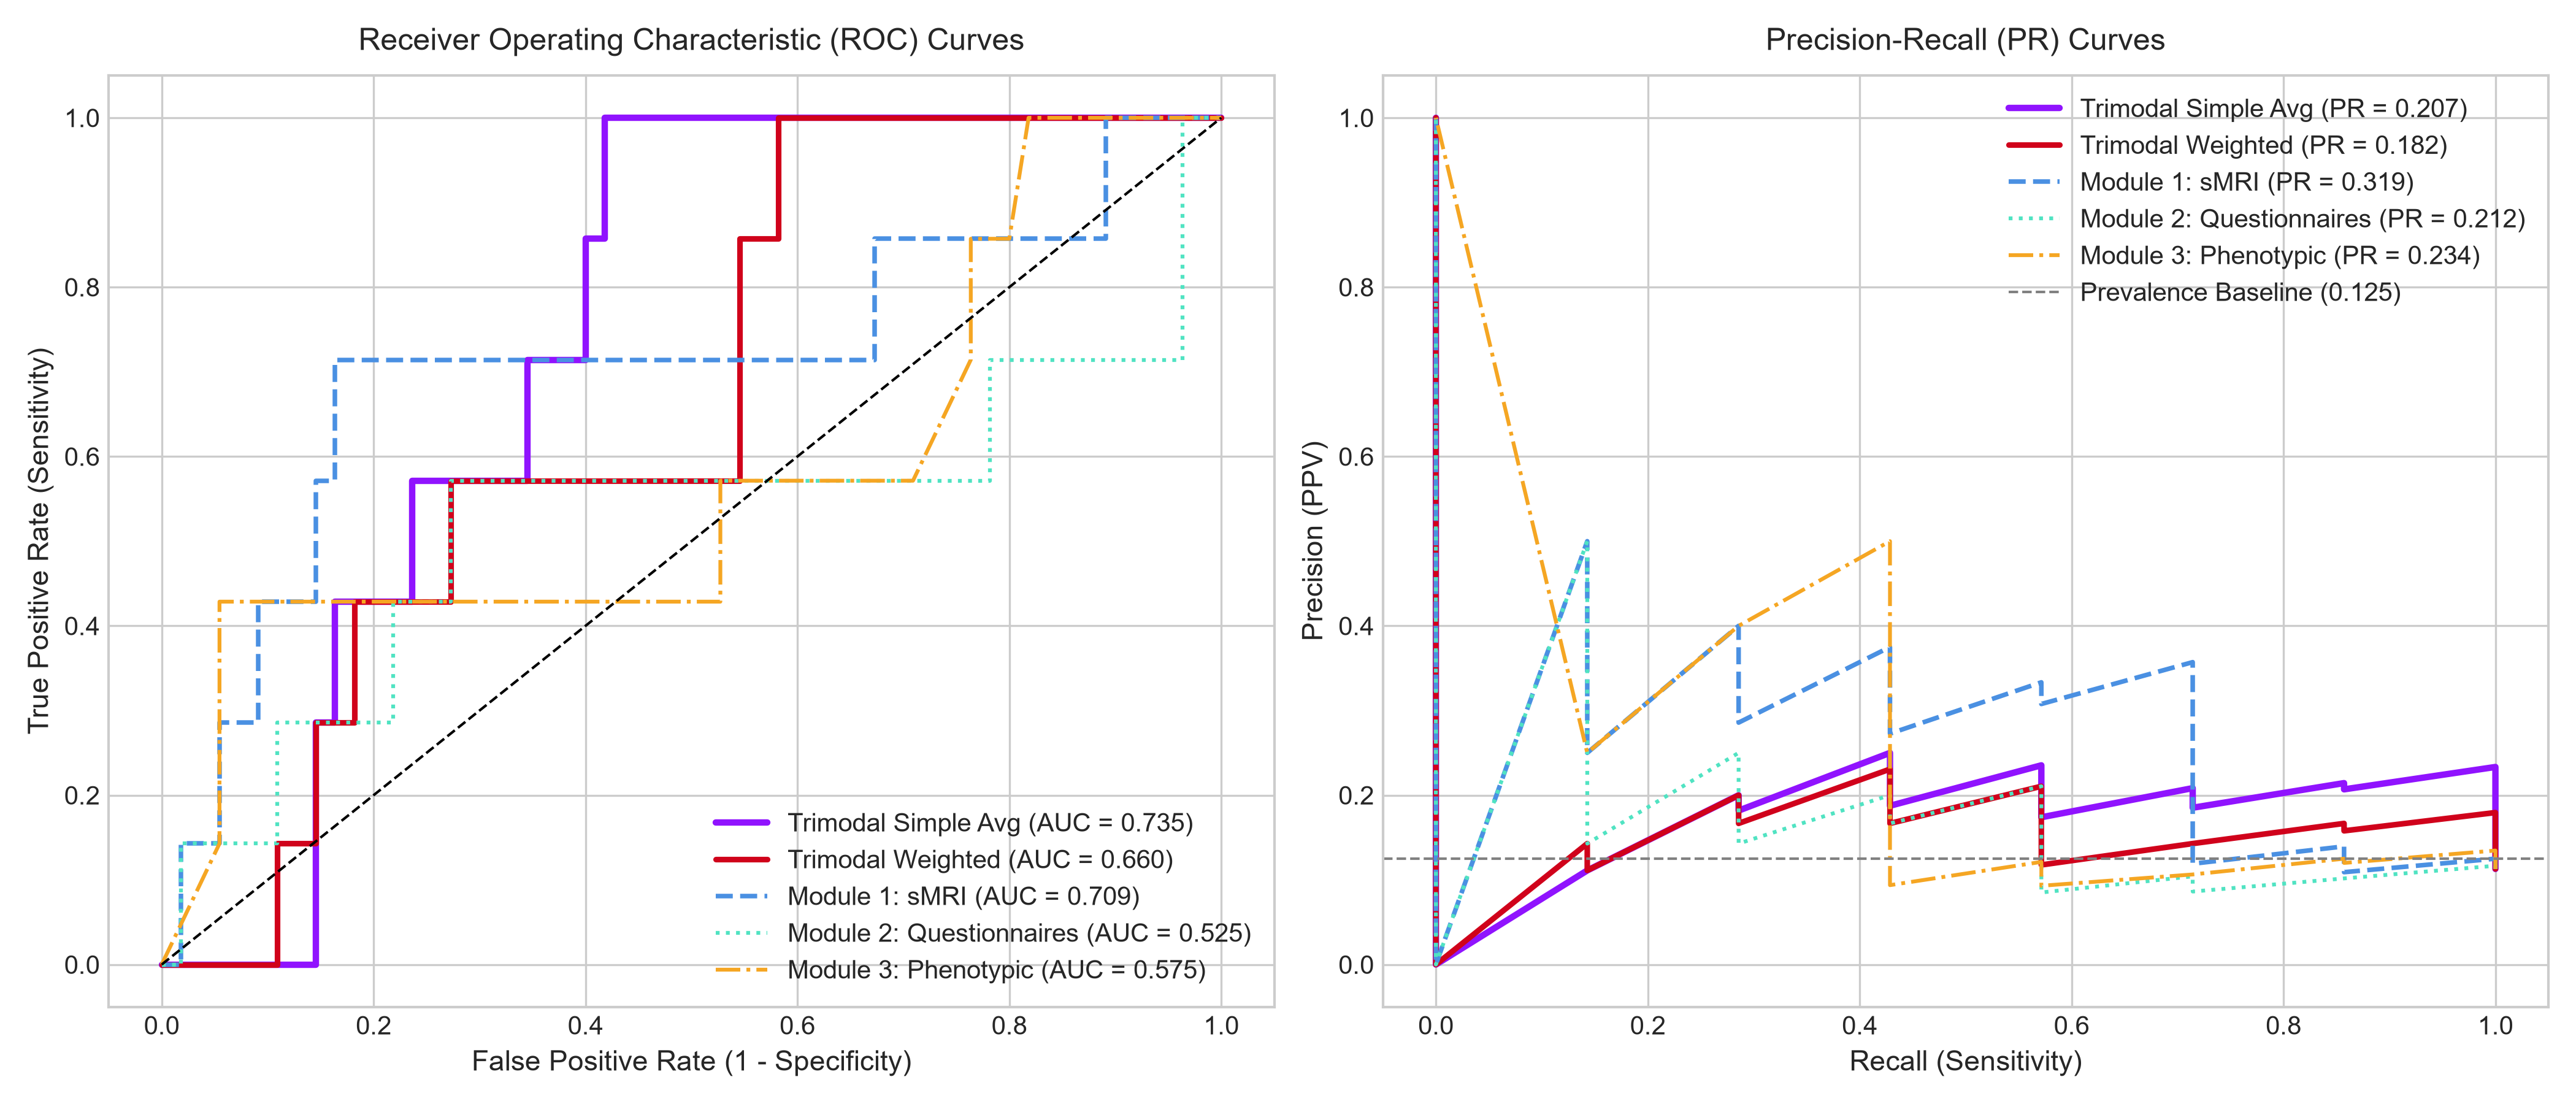 Receiver Operating Characteristic (ROC) Curves
True Positive Rate (Sensitivity)
1.0
0.8
0.6
0.4
0.2
0.0
Trimodal Simple Avg (AUC = 0.735)
Trimodal Weighted (AUC = 0.660)
Module 1: sMRI (AUC = 0.709)
Module 2: Questionnaires (AUC = 0.525)
Module 3: Phenotypic (AUC = 0.575)
0.0 0.2 0.4 0.6 0.8 1.0
False Positive Rate (1 - Specificity)
Precision-Recall (PR) Curves
Precision (PPV)
1.0
0.8
0.6
0.4
0.2
0.0
Trimodal Simple Avg (PR = 0.207)
Trimodal Weighted (PR = 0.182)
Module 1: sMRI (PR = 0.319)
Module 2: Questionnaires (PR = 0.212)
Module 3: Phenotypic (PR = 0.234)
Prevalence Baseline (0.125)
0.0 0.2 0.4 0.6 0.8 1.0
Recall (Sensitivity)